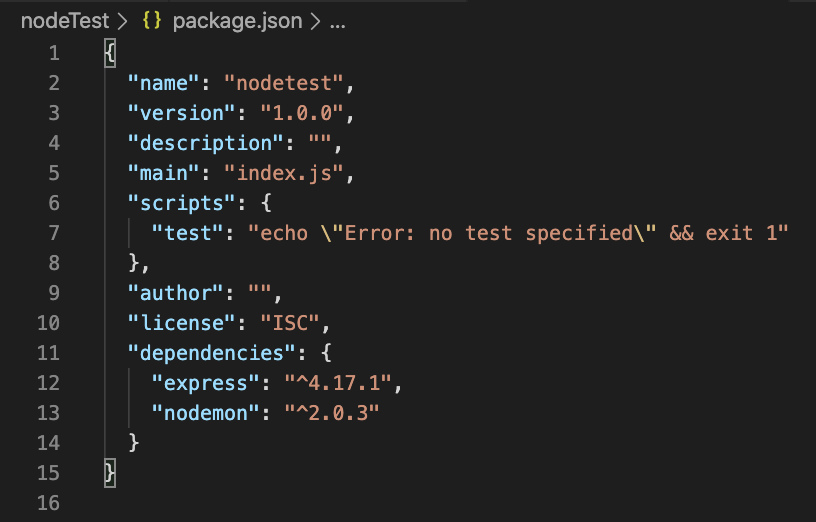 nodeTest > {} package.json > ...
1 {
2 "name": "nodetest",
3 "version": "1.0.0",
4 "description": "",
5 "main": "index.js",
6 "scripts": {
7 "test": "echo \"Error: no test specified\" && exit 1"
8 },
9 "author": "",
10 "license": "ISC",
11 "dependencies": {
12 "express": "^4.17.1",
13 "nodemon": "^2.0.3"
14 }
15 }
16